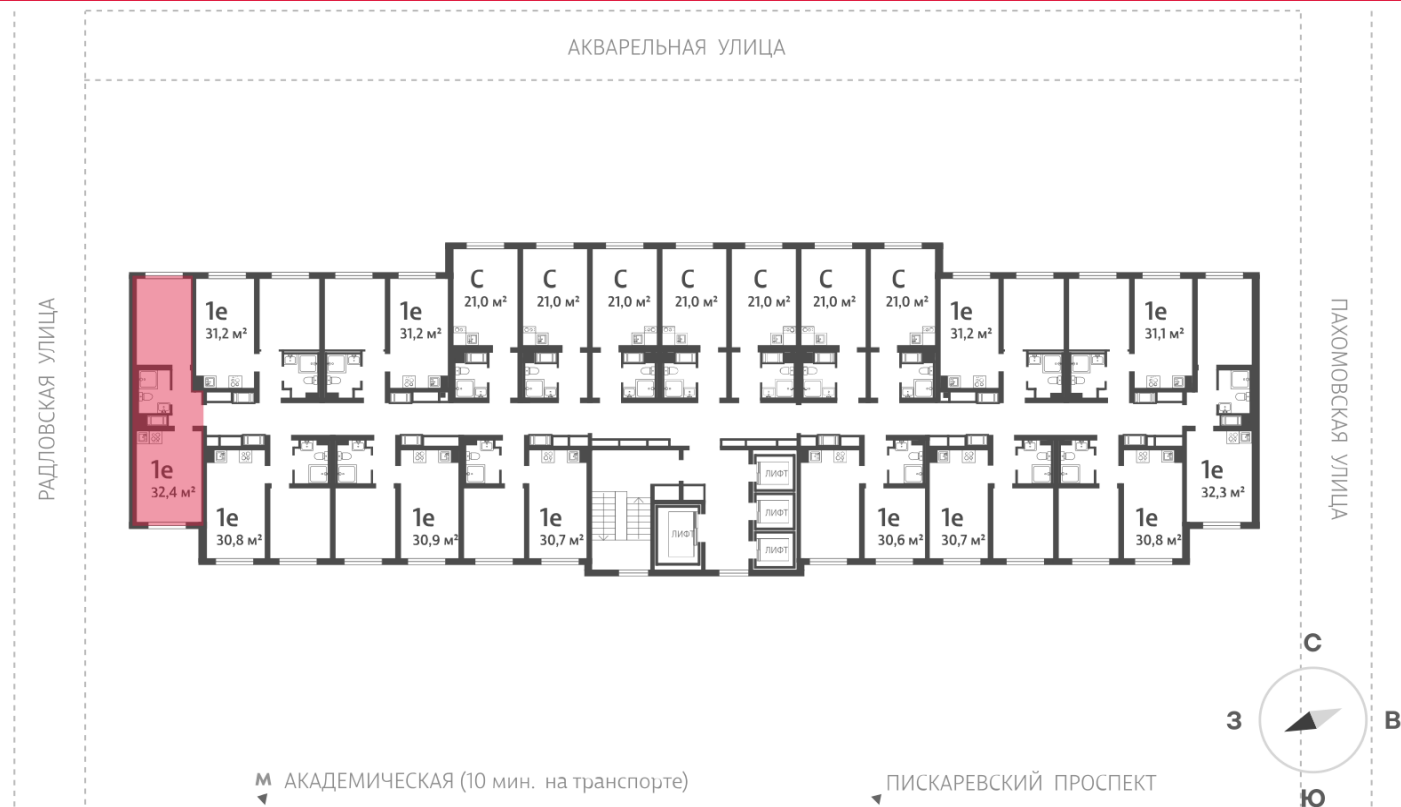 АКВАРЕЛЬНАЯ УЛИЦА
РАДЛОВСКАЯ УЛИЦА
ПАХОМОВСКАЯ УЛИЦА
С
21,0 м²
С
21,0 м²
С
21,0 м²
С
21,0 м²
С
21,0 м²
С
21,0 м²
С
21,0 м²
1е
31,2 м²
1е
31,2 м²
1е
31,2 м²
1е
31,1 м²
1е
32,4 м²
1е
30,8 м²
1е
30,9 м²
1е
30,7 м²
ЛИФТ
ЛИФТ
ЛИФТ
ЛИФТ
1е
30,6 м²
1е
30,7 м²
1е
30,8 м²
1е
32,3 м²
С
З
В
Ю
М АКАДЕМИЧЕСКАЯ (10 мин. на транспорте)
ПИСКАРЕВСКИЙ ПРОСПЕКТ